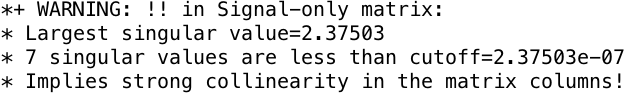 *+ WARNING: !! in Signal-only matrix:
* Largest singular value=2.37503
* 7 singular values are less than cutoff=2.37503e-07
* Implies strong collinearity in the matrix columns!